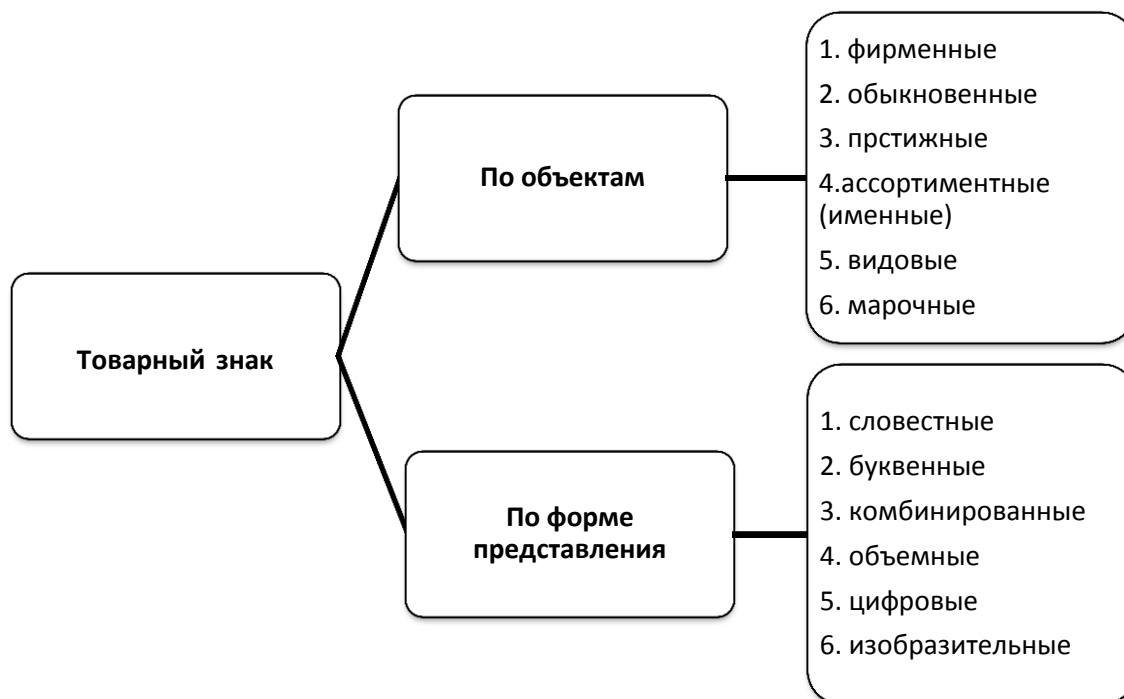 Товарный знак
По объектам
1. фирменные
2. обыкновенные
3. прстижные
4.ассортиментные
(именные)
5. видовые
6. марочные
По форме
представления
1. словестные
2. буквенные
3. комбинированные
4. объемные
5. цифровые
6. изобразительные